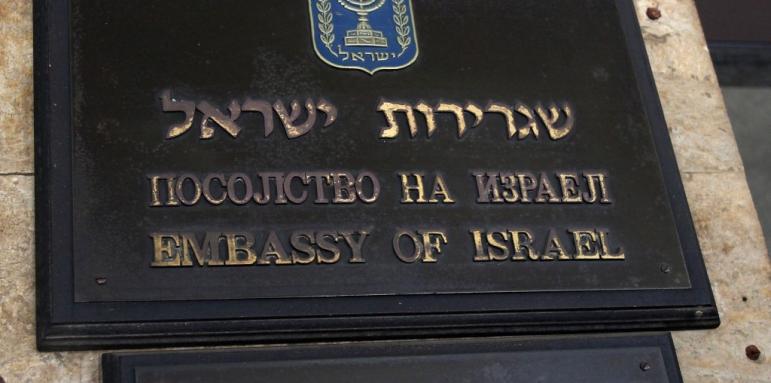 ישראל
שגרירות ישראל
ПОСОЛСТВО НА ИЗРАЕЛ
EMBASSY OF ISRAEL